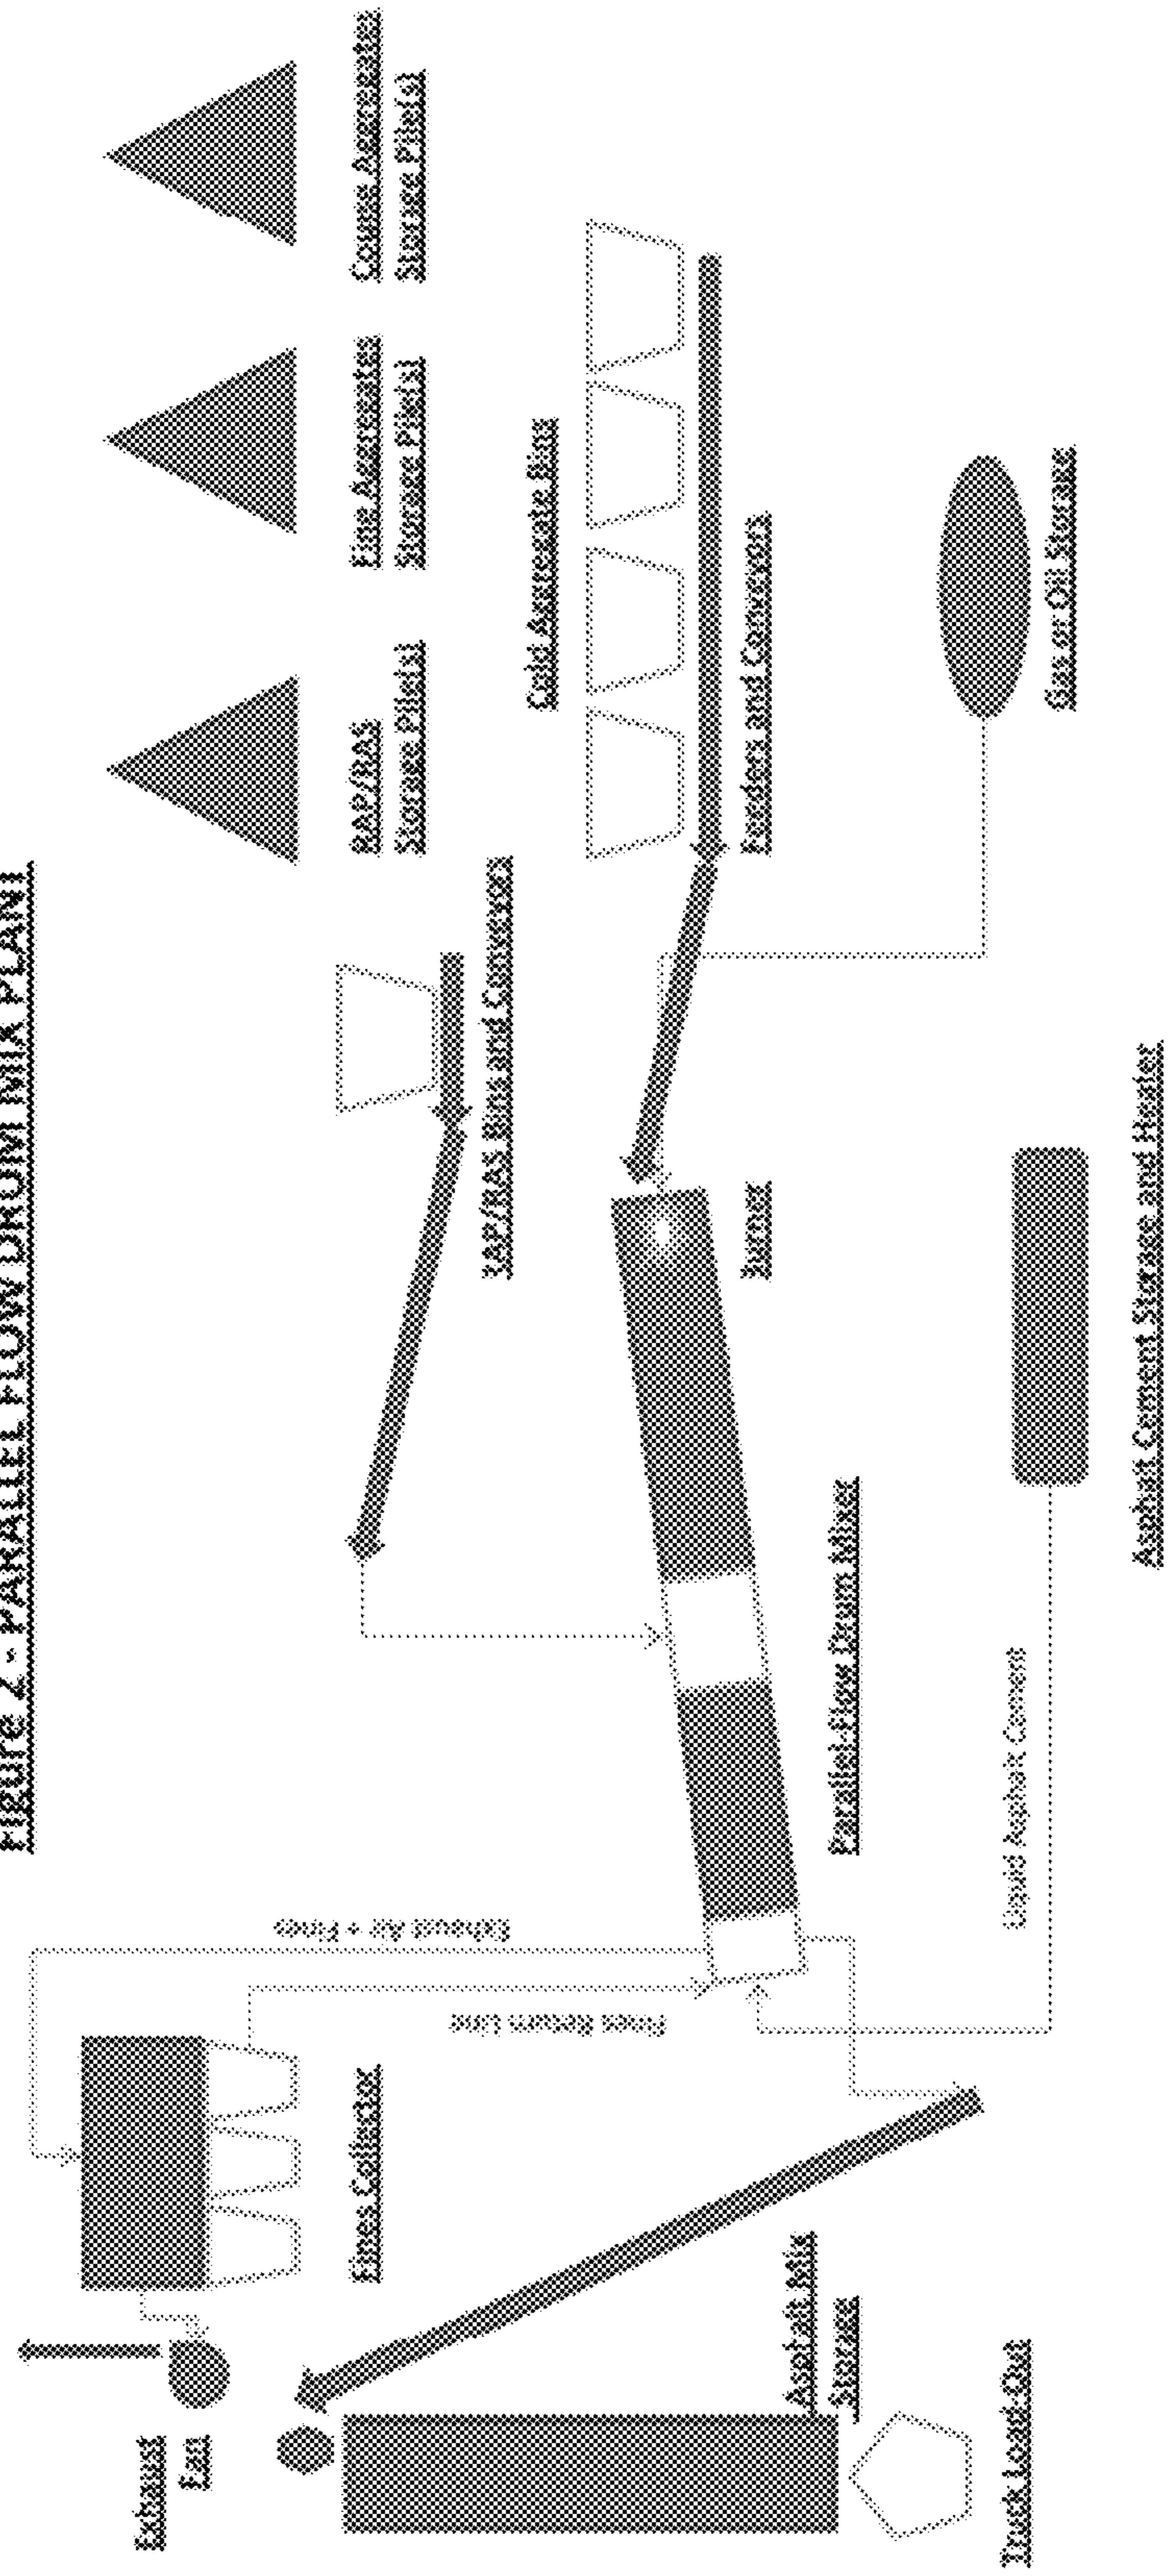 Figure 2 - PARALLEL FLOW DRUM MIX PLANT
Exhaust
Fan
Fines Collector
Exhaust Air + Fines
Fines Return Line
RAP/RAS
Storage Pile(s)
Fine Aggregates
Storage Pile(s)
Coarse Aggregates
Storage Pile(s)
RAP/RAS Bins and Conveyors
Cold Aggregate Bins
Feeders and Conveyors
Burner
Parallel-Flow Drum Mixer
Asphalt Mix
Storage
Truck Load-Out
Liquid Asphalt Cement
Asphalt Cement Storage and Heater
Gas or Oil Storage